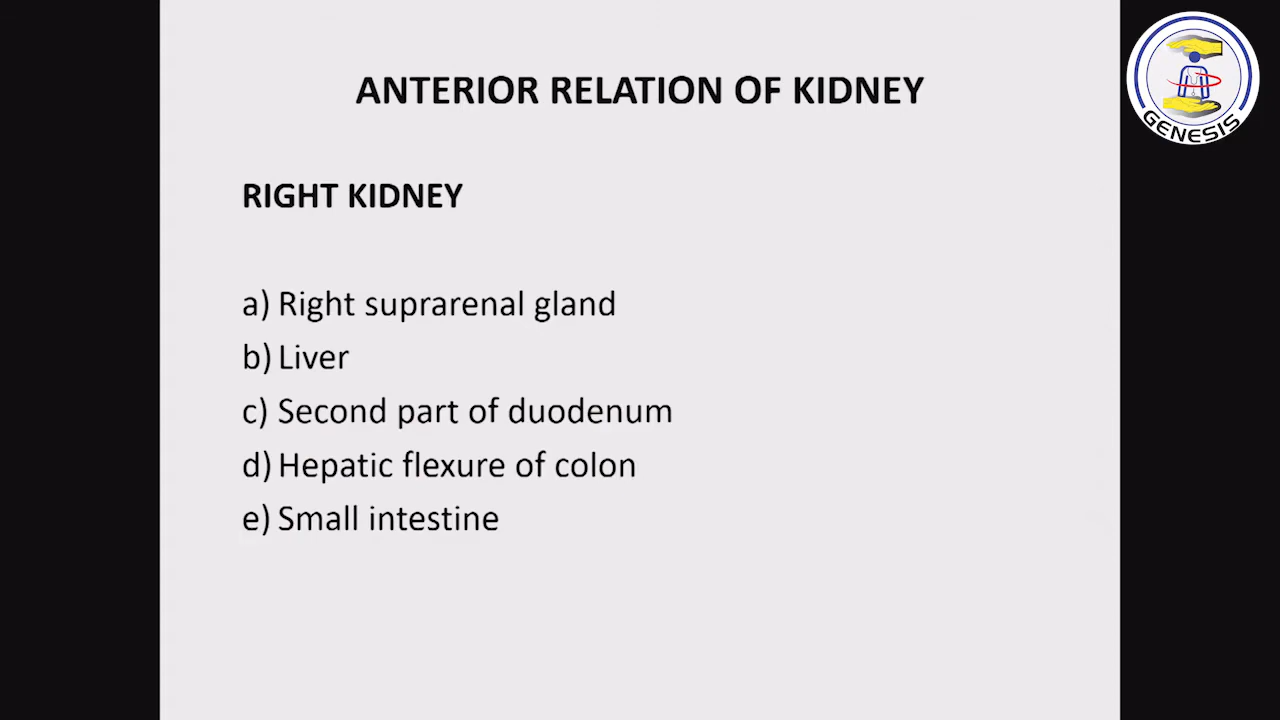 ANTERIOR RELATION OF KIDNEY
RIGHT KIDNEY
a) Right suprarenal gland
b) Liver
c) Second part of duodenum
d) Hepatic flexure of colon
e) Small intestine
GENESIS